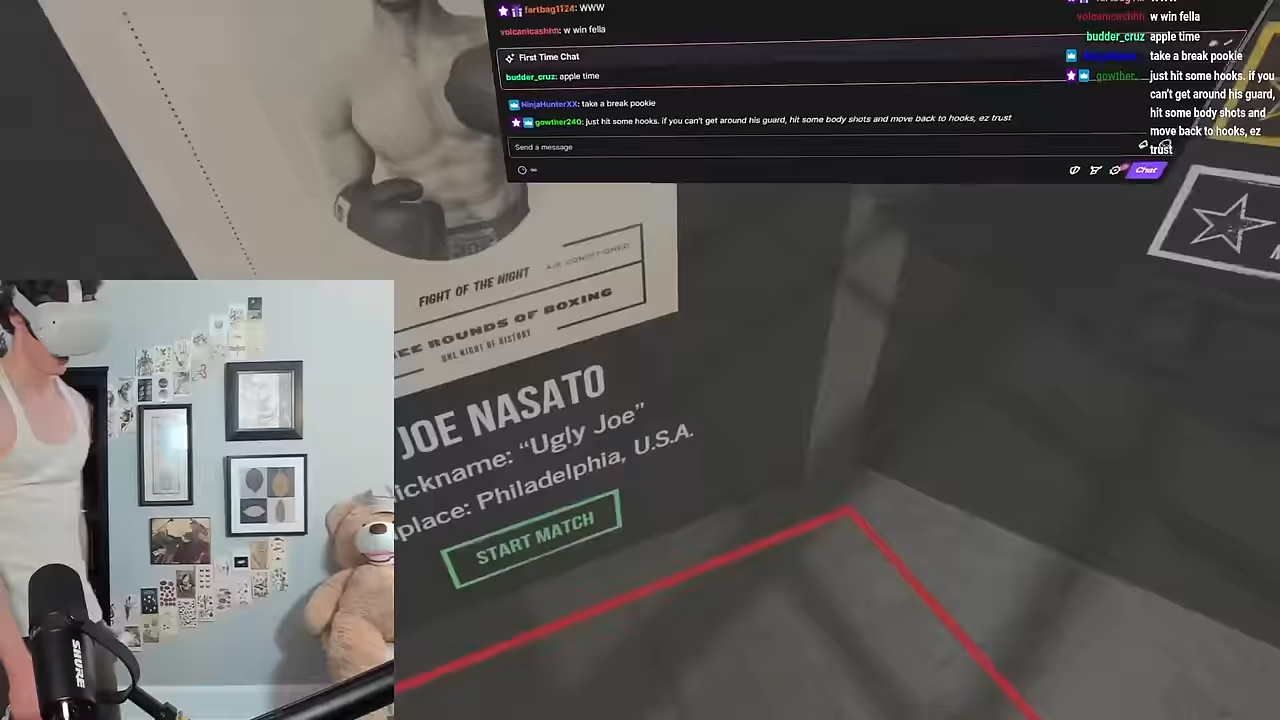 fartbag1124: WWW
volcanicashhh: w win fella
First Time Chat
budder_cruz: apple time
NinjaHunterXX: take a break pookie
gowther240: just hit some hooks. if you can't get around his guard, hit some body shots and move back to hooks, ez trust
Send a message
Chat
WWW
volcanicashhh w win fella
budder_cruz apple time
take a break pookie
gowther... just hit some hooks. if you
can't get around his guard,
hit some body shots and
move back to hooks, ez
trust
FIGHT OF THE NIGHT
AIR CONDITIONED
EE ROUNDS OF BOXING
ONE NIGHT OF HISTORY
JOE NASATO
ickname: “Ugly Joe”
place: Philadelphia, U.S.A.
START MATCH
SHURE